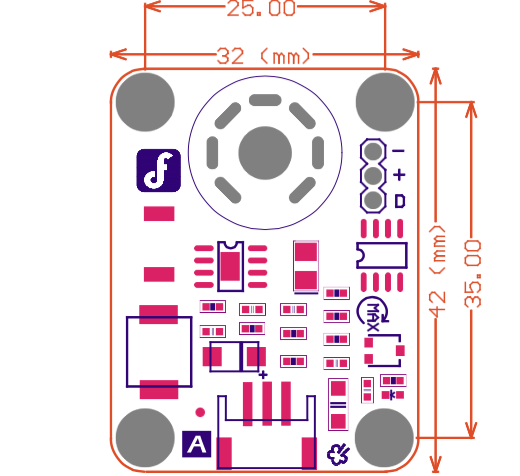 25.00
32 (mm)
-
+
D
42 (mm)
35.00
MAX
+
A